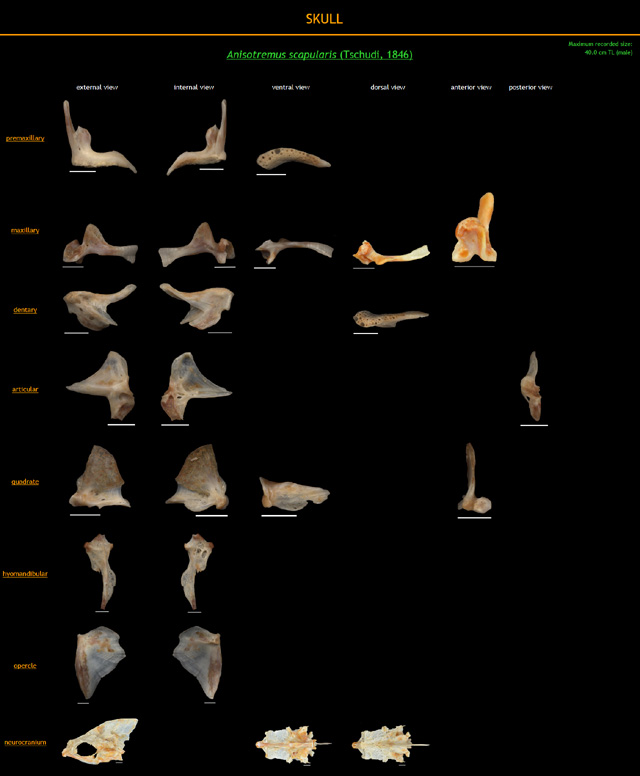 SKULL
Maximum recorded size:
40.0 cm TL (male)
Anisotremus scapularis (Tschudi, 1846)
external view internal view ventral view dorsal view anterior view posterior view
premaxillary
maxillary
dentary
articular
quadrate
hyomandibular
opercle
neurocranium